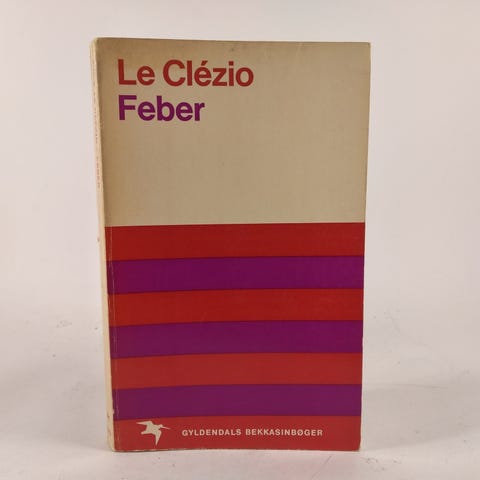 Le Clézio
Feber
GYLDENDALS BEKKASINBØGER